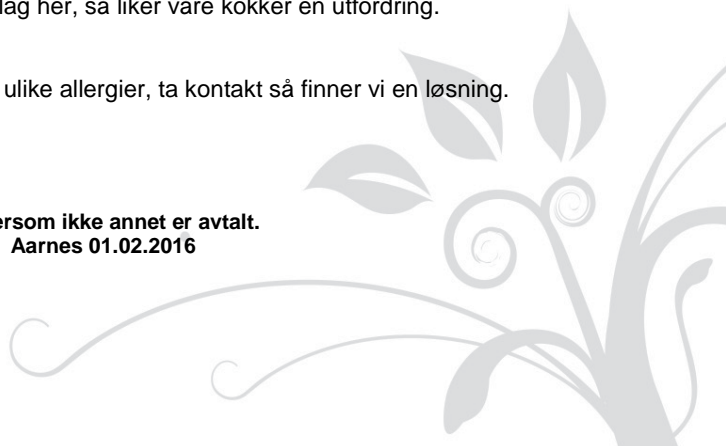 lag her, så liker våre kokker en utfordring.
ulike allergier, ta kontakt så finner vi en løsning.
ersom ikke annet er avtalt.
Aarnes 01.02.2016